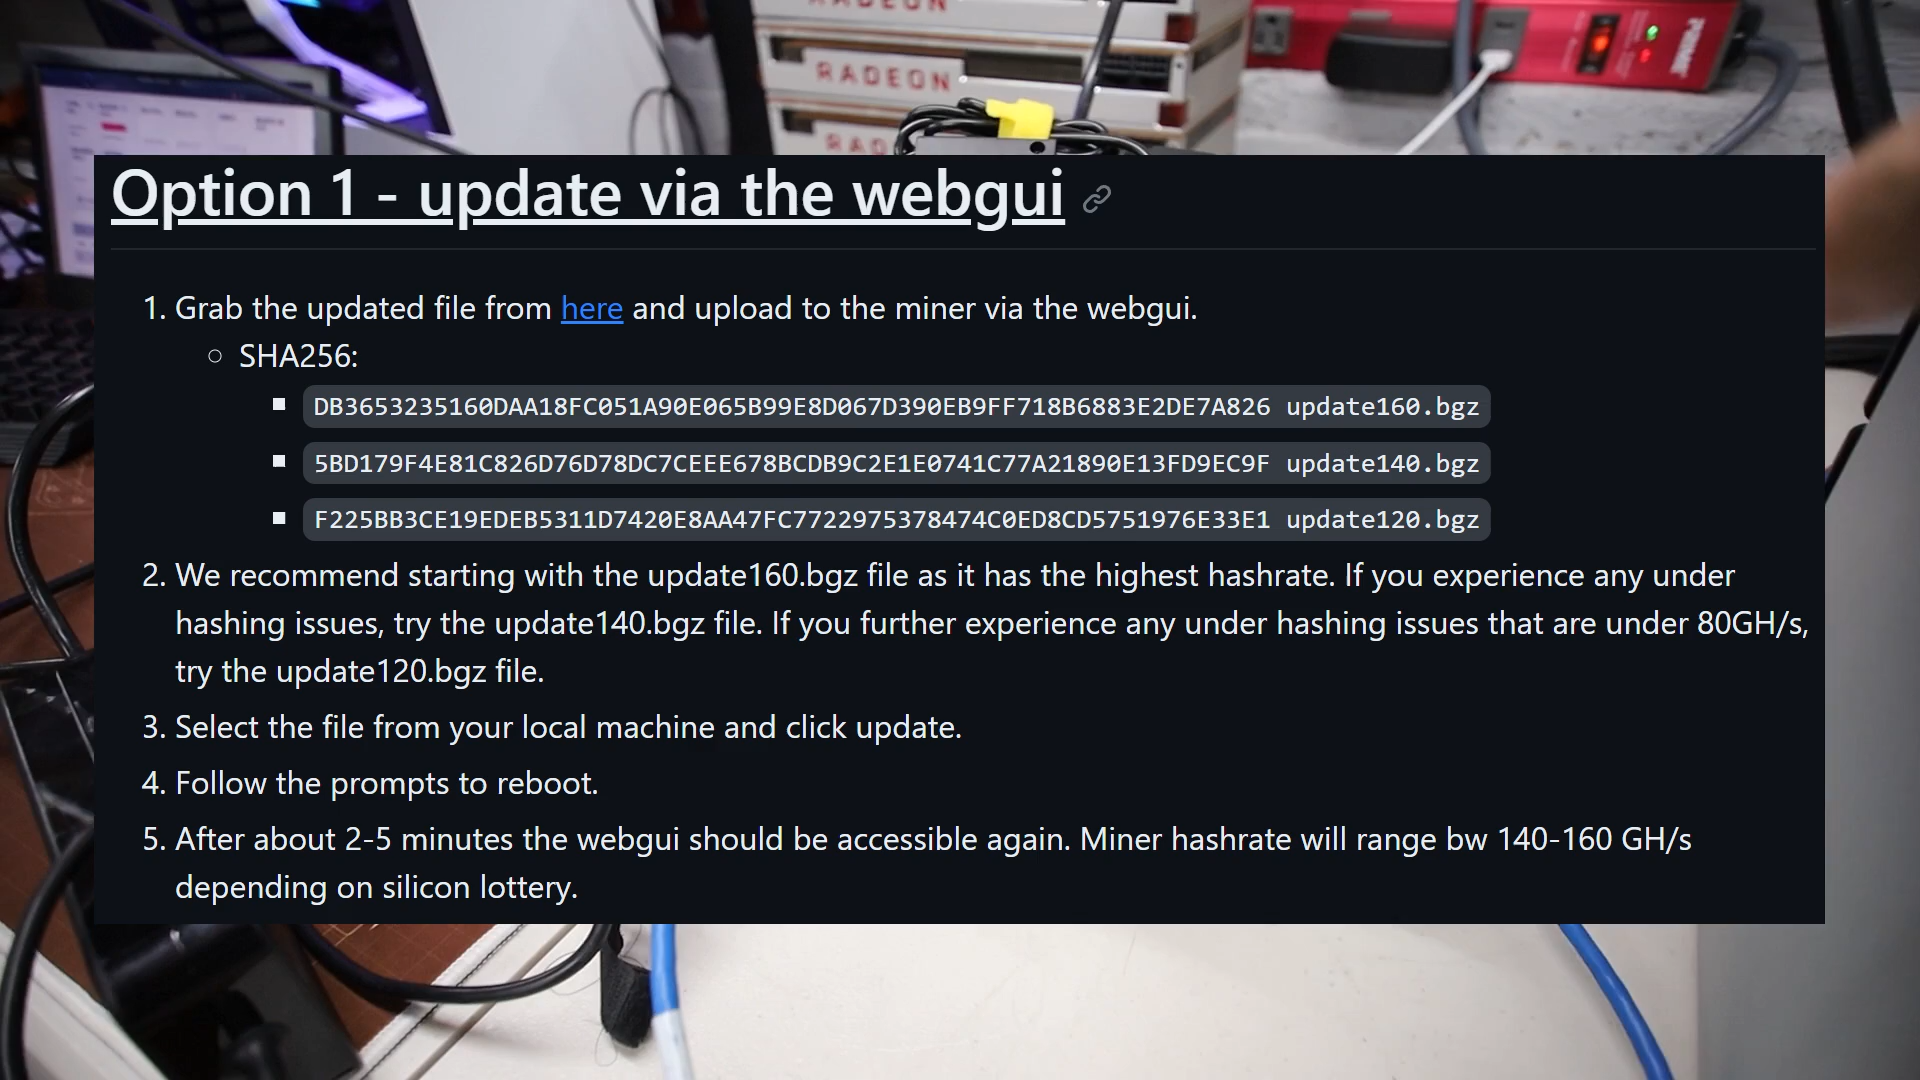 RADEON
RADEON
RADEON
Option 1 - update via the webgui
1. Grab the updated file from here and upload to the miner via the webgui.
SHA256:
DB3653235160DAA18FC051A90E065B99E8D067D390EB9FF718B6883E2DE7A826 update160.bgz
5BD179F4E81C826D76D78DC7CEEE678BCDB9C2E1E0741C77A21890E13FD9EC9F update140.bgz
F225BB3CE19EDEB5311D7420E8AA47FC7722975378474C0ED8CD5751976E33E1 update120.bgz
2. We recommend starting with the update160.bgz file as it has the highest hashrate. If you experience any under
hashing issues, try the update140.bgz file. If you further experience any under hashing issues that are under 80GH/s,
try the update120.bgz file.
3. Select the file from your local machine and click update.
4. Follow the prompts to reboot.
5. After about 2-5 minutes the webgui should be accessible again. Miner hashrate will range bw 140-160 GH/s
depending on silicon lottery.